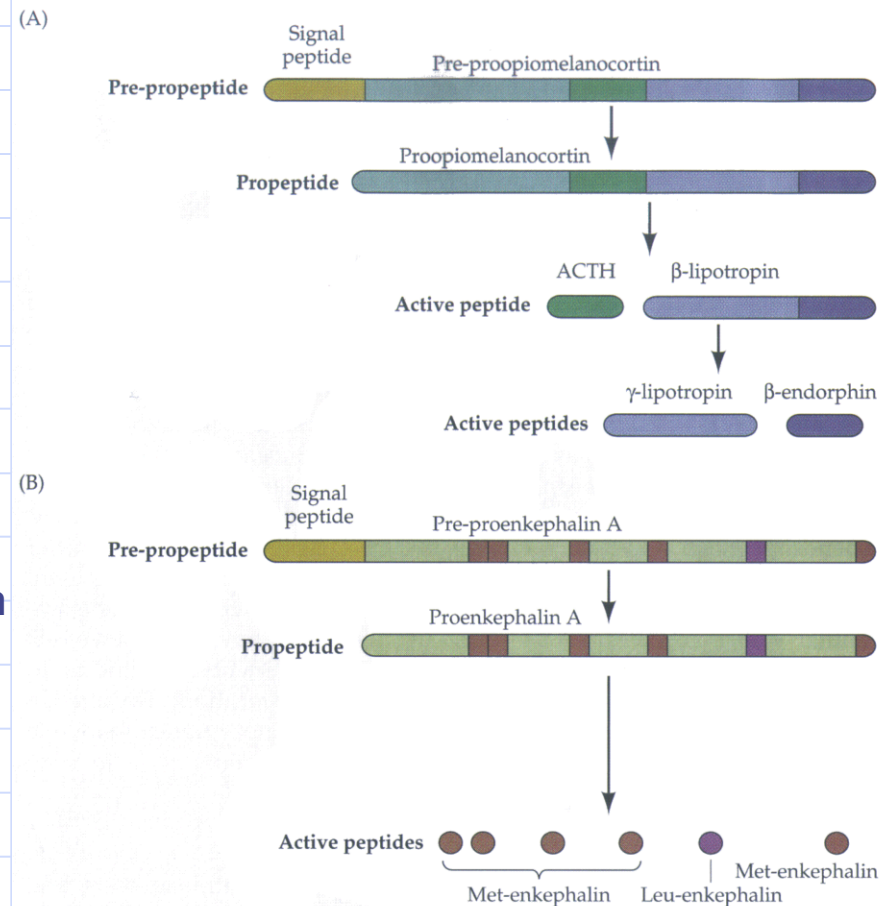 (A)
Signal
peptide
Pre-proopiomelanocortin
Pre-propeptide
Proopiomelanocortin
Propeptide
ACTH β-lipotropin
Active peptide
γ-lipotropin β-endorphin
Active peptides
(B)
Signal
peptide
Pre-proenkephalin A
Pre-propeptide
n
Proenkephalin A
Propeptide
Active peptides
Met-enkephalin
Met-enkephalin Leu-enkephalin